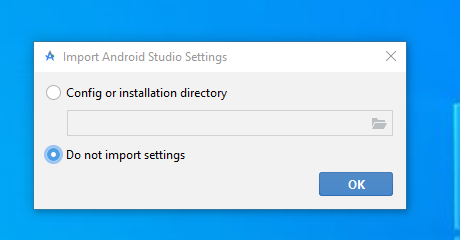 Import Android Studio Settings
Config or installation directory
Do not import settings
OK